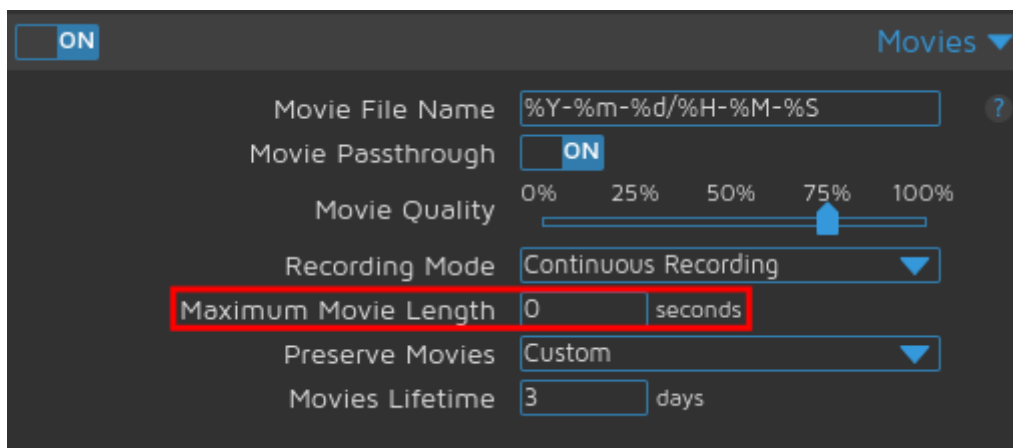 ON Movies
Movie File Name %Y-%m-%d/%H-%M-%S ?
Movie Passthrough ON
0% 25% 50% 75% 100%
Movie Quality
Recording Mode Continuous Recording
Maximum Movie Length 0 seconds
Preserve Movies Custom
Movies Lifetime 3 days